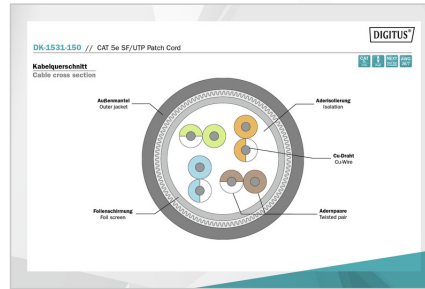 DIGITUS®
DK-1531-150 // CAT 5e SF/UTP Patch Cord
Kabelquerschnitt
Cable cross section
Außenmantel
Outer jacket
Aderisolierung
Isolation
Cu-Draht
Cu-Wire
Folienschirmung
Foil screen
Adernpaare
Twisted pair